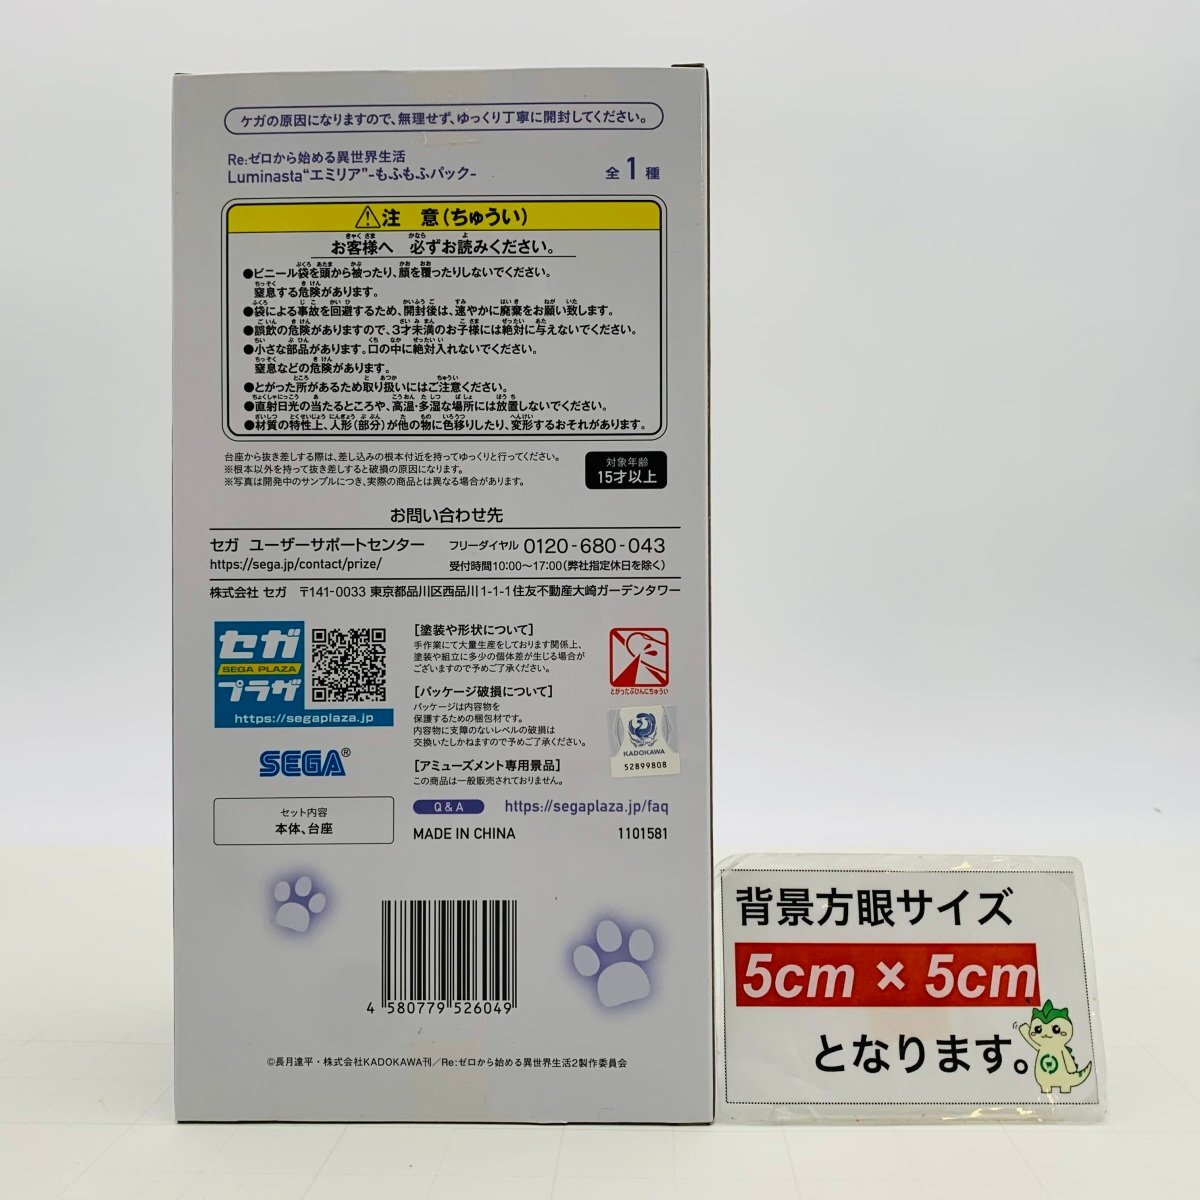 ケガの原因になりますので、無理せず、ゆっくり丁寧に開封してください。
Re:ゼロから始める異世界生活
Luminasta“エミリア”-もふもふパック-
全1種
⚠注 意(ちゅうい)
お客様へ 必ずお読みください。
●ビニール袋を頭から被ったり、顔を覆ったりしないでください。
窒息する危険があります。
●袋による事故を回避するため、開封後は、速やかに廃棄をお願い致します。
●誤飲の危険がありますので、3才未満のお子様には絶対に与えないでください。
●小さな部品があります。口の中に絶対入れないでください。
窒息などの危険があります。
●とがった所があるため取り扱いにはご注意ください。
●直射日光の当たるところや、高温・多湿な場所には放置しないでください。
●材質の特性上、人形(部分)が他の物に色移りしたり、変形するおそれがあります。
台座から抜き差しする際は、差し込みの根本付近を持ってゆっくりと行ってください。
※根本以外を持って抜き差しすると破損の原因になります。
※写真は開発中のサンプルにつき、実際の商品とは異なる場合があります。
対象年齢
15才以上
お問い合わせ先
セガ ユーザーサポートセンター
https://sega.jp/contact/prize/
フリーダイヤル 0120-680-043
受付時間10:00〜17:00(弊社指定休日を除く)
株式会社 セガ 〒141-0033 東京都品川区西品川1-1-1住友不動産大崎ガーデンタワー
セガ
SEGA PLAZA
プラザ
https://segaplaza.jp
SEGA®
セット内容
本体、台座
[塗装や形状について]
手作業にて大量生産をしております関係上、
塗装や組立に多少の個体差が生じる場合が
ございますので予めご了承ください。
[パッケージ破損について]
パッケージは内容物を
保護するための梱包材です。
内容物に支障のないレベルの破損は
交換いたしかねますので予めご了承ください。
[アミューズメント専用景品]
この商品は一般販売されておりません。
とがったぶひんにちゅうい
KADOKAWA
52899808
Q&A https://segaplaza.jp/faq
MADE IN CHINA 1101581
4 580779 526049
©長月達平・株式会社KADOKAWA刊/Re:ゼロから始める異世界生活2製作委員会
背景方眼サイズ
5cm × 5cm
となります。